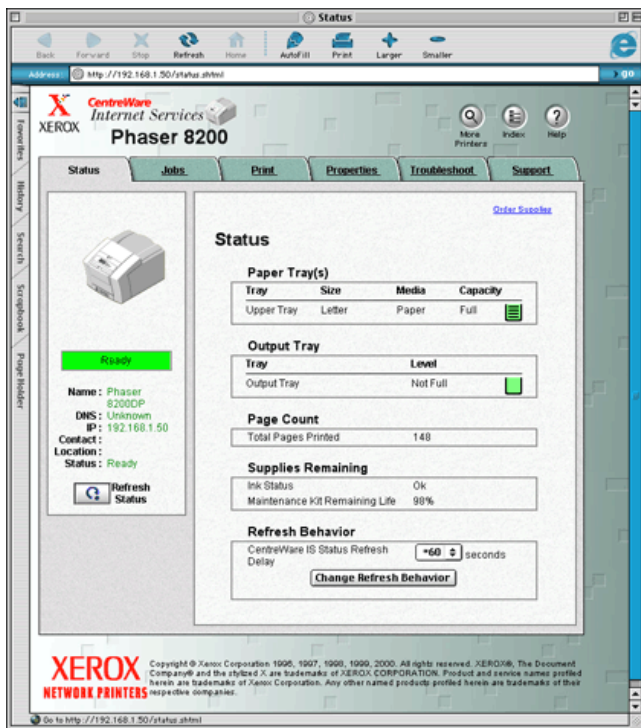 Status
Back Forward Stop Refresh Home AutoFill Print Larger Smaller
Address: http://192.168.1.50/status.shtml go
Favorites
History
Search
Scrapbook
Page Holder
XEROX
CentreWare
Internet Services
Phaser 8200
More Printers Index Help
Status Jobs Print Properties Troubleshoot Support
Ready
Name: Phaser
8200DP
DNS: Unknown
IP: 192.168.1.50
Contact:
Location:
Status: Ready
Refresh
Status
Order Supplies
Status
Paper Tray(s)
Tray Size Media Capacity
Upper Tray Letter Paper Full
Output Tray
Tray Level
Output Tray Not Full
Page Count
Total Pages Printed 148
Supplies Remaining
Ink Status Ok
Maintenance Kit Remaining Life 98%
Refresh Behavior
CentreWare IS Status Refresh
Delay
*60 seconds
Change Refresh Behavior
XEROX
NETWORK PRINTERS
Copyright © Xerox Corporation 1998, 1997, 1998, 1999, 2000. All rights reserved. XEROX®, The Document
Company® and the stylized X are trademarks of XEROX CORPORATION. Product and service names profiled
herein are trademarks of Xerox Corporation. Any other named products profiled herein are trademarks of their
respective companies.
Go to http://192.168.1.50/status.shtml